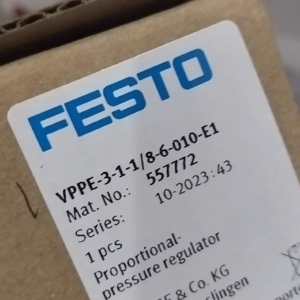 FESTO
VPPE-3-1-1/8-6-010-E1
Mat. No.: 557772
Series: 10-2023:43
1 pcs
Proportional-
pressure regulator
& Co. KG